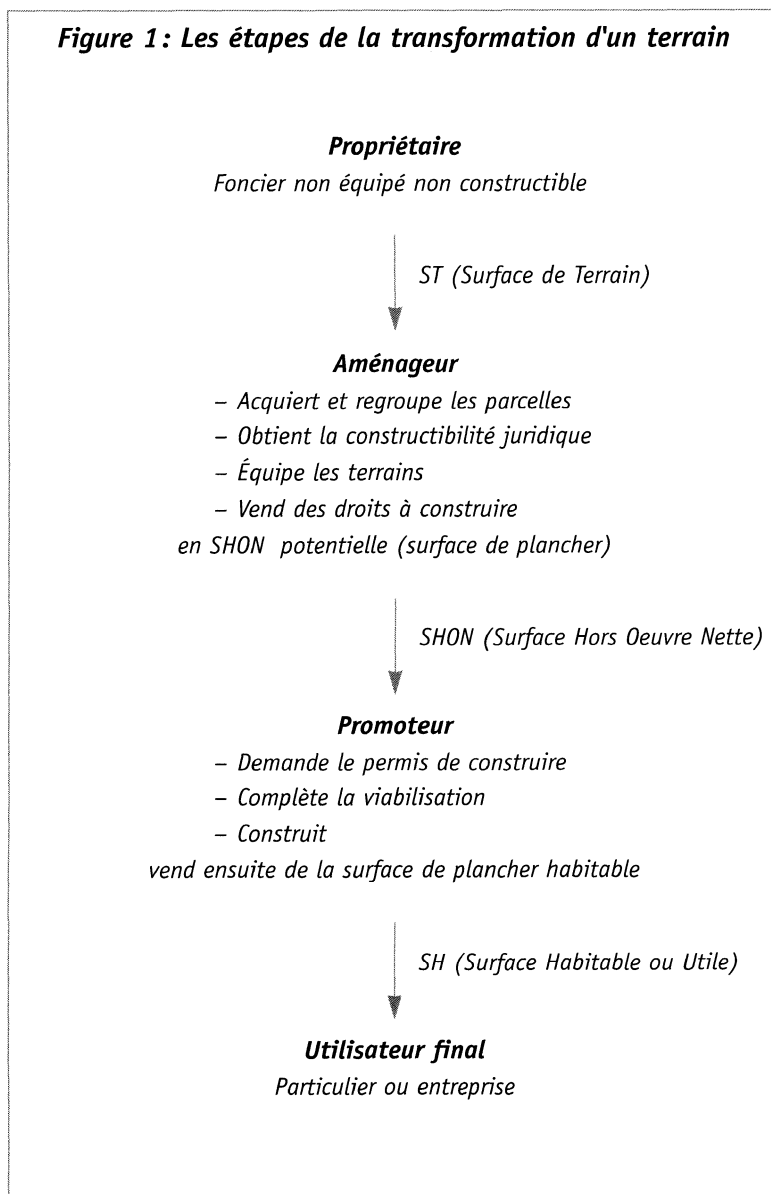 Figure 1: Les étapes de la transformation d'un terrain
Propriétaire
Foncier non équipé non constructible
ST (Surface de Terrain)
Aménageur
– Acquiert et regroupe les parcelles
– Obtient la constructibilité juridique
– Équipe les terrains
– Vend des droits à construire
en SHON potentielle (surface de plancher)
SHON (Surface Hors Oeuvre Nette)
Promoteur
– Demande le permis de construire
– Complète la viabilisation
– Construit
vend ensuite de la surface de plancher habitable
SH (Surface Habitable ou Utile)
Utilisateur final
Particulier ou entreprise